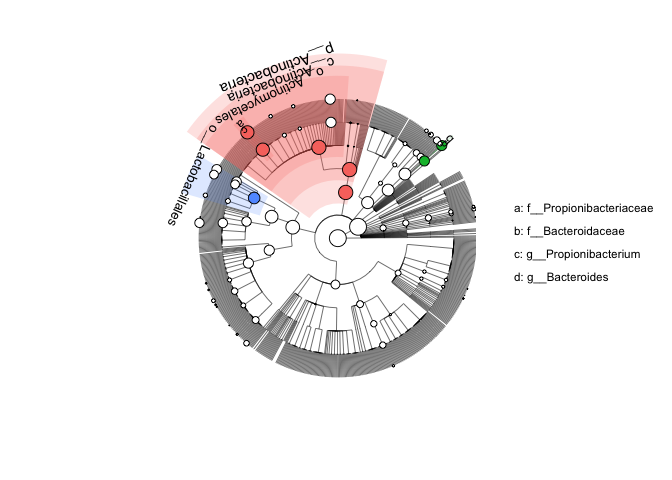 p__Actinobacteria
c__Actinobacteria
o__Actinomycetales
o__Lactobacillales
a
c
b
d
a: f__Propionibacteriaceae
b: f__Bacteroidaceae
c: g__Propionibacterium
d: g__Bacteroides